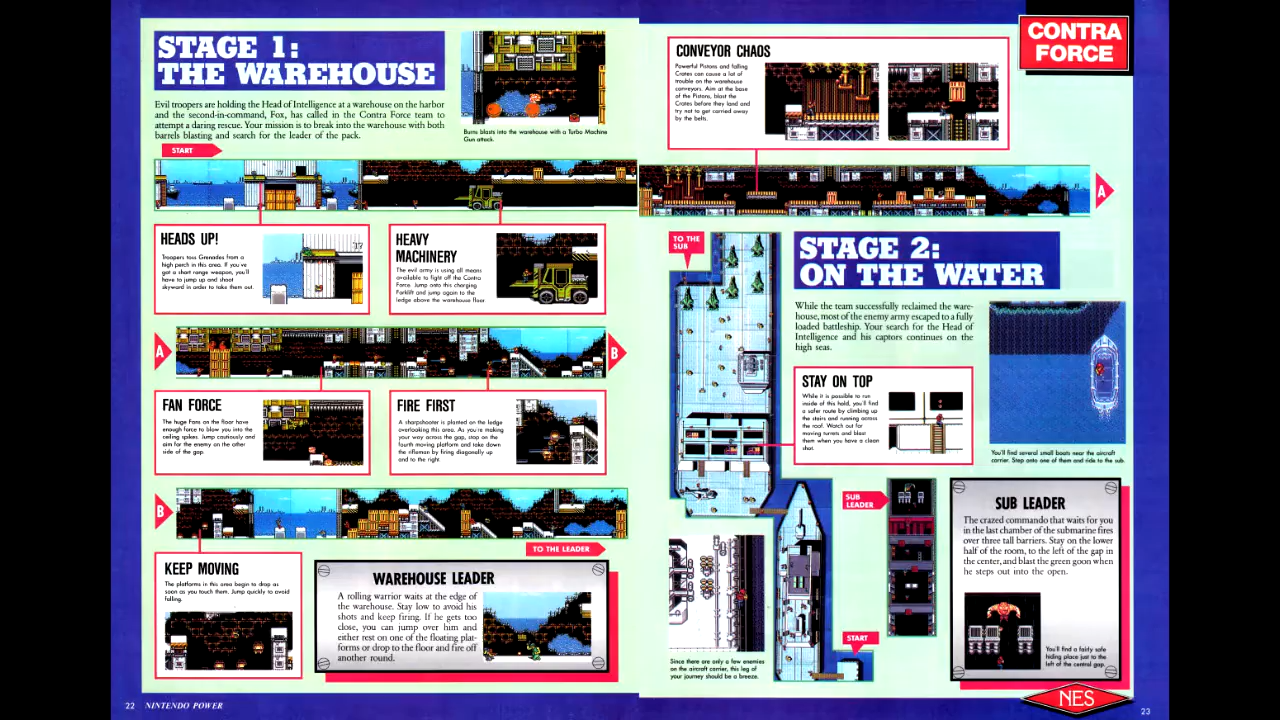 STAGE 1:
THE WAREHOUSE
Evil troopers are holding the Head of Intelligence at a warehouse on the harbor
and the second-in-command, Fox, has called in the Contra Force team to
attempt a daring rescue. Your mission is to break into the warehouse with both
barrels blasting and search for the leader of the pack.
Burns blasts into the warehouse with a Turbo Machine
Gun attack.
START
HEADS UP!
Troopers toss Grenades from a
high perch in this area. If you've
got a short range weapon, you'll
have to jump up and shoot
skyward in order to take them out.
17
HEAVY
MACHINERY
The evil army is using all means
available to fight off the Contra
Force. Jump onto this charging
Forklift and jump again to the
ledge above the warehouse floor.
A
B
FAN FORCE
The huge Fans on the floor have
enough force to blow you into the
ceiling spikes. Jump cautiously and
aim for the enemy on the other
side of the gap.
FIRE FIRST
A sharpshooter is planted on the ledge
overlooking this area. As you're making
your way across the gap, stop on the
fourth moving platform and take down
the rifleman by firing diagonally up
and to the right.
B
TO THE LEADER
KEEP MOVING
The platforms in this area begin to drop as
soon as you touch them. Jump quickly to avoid
falling.
WAREHOUSE LEADER
A rolling warrior waits at the edge of
the warehouse. Stay low to avoid his
shots and keep firing. If he gets too
close, you can jump over him and
either rest on one of the floating plat-
forms or drop to the floor and fire off
another round.
22 NINTENDO POWER
CONTRA
FORCE
CONVEYOR CHAOS
Powerful Pistons and falling
Crates can cause a lot of
trouble on the warehouse
conveyors. Aim at the base
of the Pistons, blast the
Crates before they land and
try not to get carried away
by the belts.
A
TO THE
SUB
STAGE 2:
ON THE WATER
While the team successfully reclaimed the ware-
house, most of the enemy army escaped to a fully
loaded battleship. Your search for the Head of
Intelligence and his captors continues on the
high seas.
STAY ON TOP
While it is possible to run
inside of this hold, you'll find
a safer route by climbing up
the stairs and running across
the roof. Watch out for
moving turrets and blast
them when you have a clean
shot.
You'll find several small boats near the aircraft
carrier. Step onto one of them and ride to the sub.
SUB
LEADER
START
Since there are only a few enemies
on the aircraft carrier, this leg of
your journey should be a breeze.
SUB LEADER
The crazed commando that waits for you
in the last chamber of the submarine fires
over three tall barriers. Stay on the lower
half of the room, to the left of the gap in
the center, and blast the green goon when
he steps out into the open.
You'll find a fairly safe
hiding place just to the
left of the central gap.
NES
23